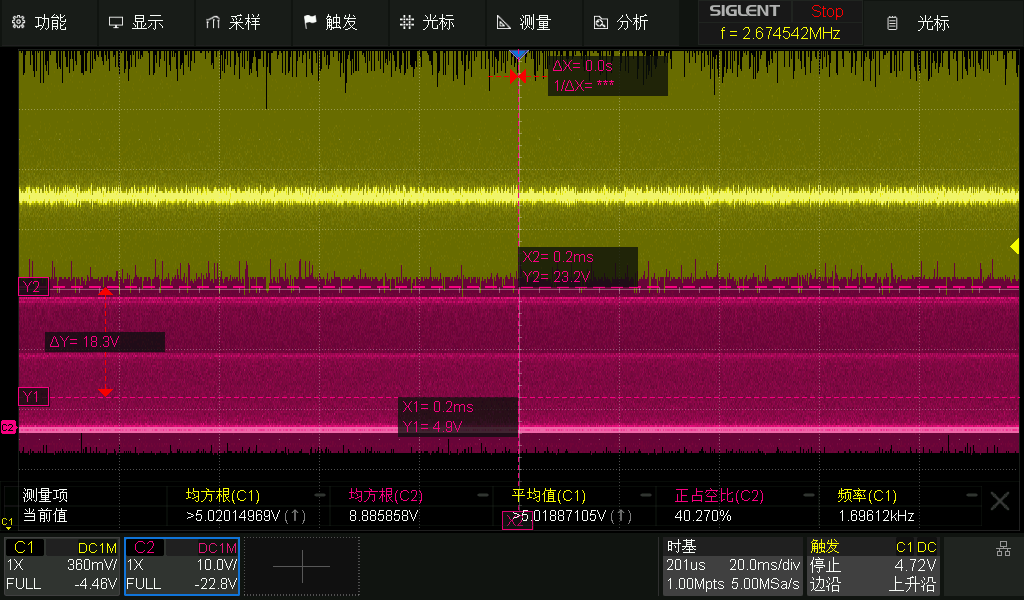 功能 显示 采样 触发 光标 测量 分析 SIGLENT Stop 光标
f = 2.674542MHz
ΔX= 0.0s
1/ΔX= ***
X2= 0.2ms
Y2= 23.2V
Y2
ΔY= 18.3V
Y1
X1= 0.2ms
Y1= 4.9V
C2
测量项 均方根(C1) 均方根(C2) 平均值(C1) 正占空比(C2) 频率(C1)
当前值 >5.02014969V(↑) 8.885858V >5.01887105V(↑) 40.270% 1.69612kHz
X2
C1
C1 DC1M C2 DC1M 时基 触发 C1 DC
1X 360mV/ 1X 10.0V/ 201us 20.0ms/div 停止 4.72V
FULL -4.46V FULL -22.8V 1.00Mpts 5.00MSa/s 边沿 上升沿